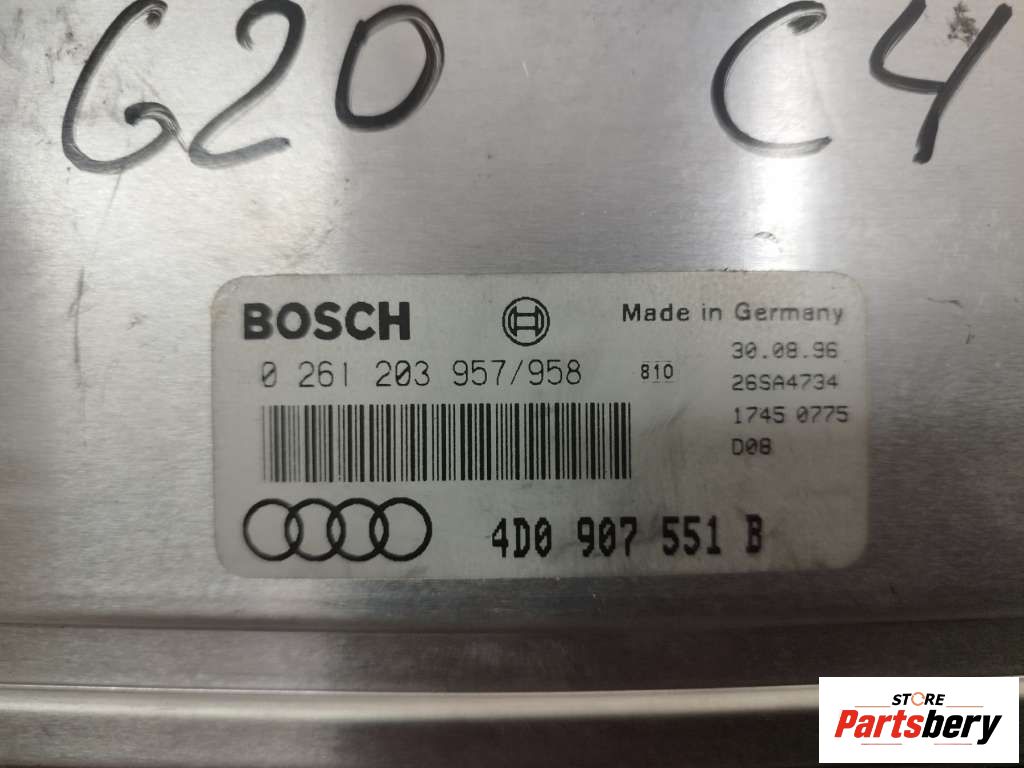 G20 C4
BOSCH
Made in Germany
0 261 203 957/958
810
30.08.96
26SA4734
1745 0775
D08
4D0 907 551 B
STORE
Partsbery